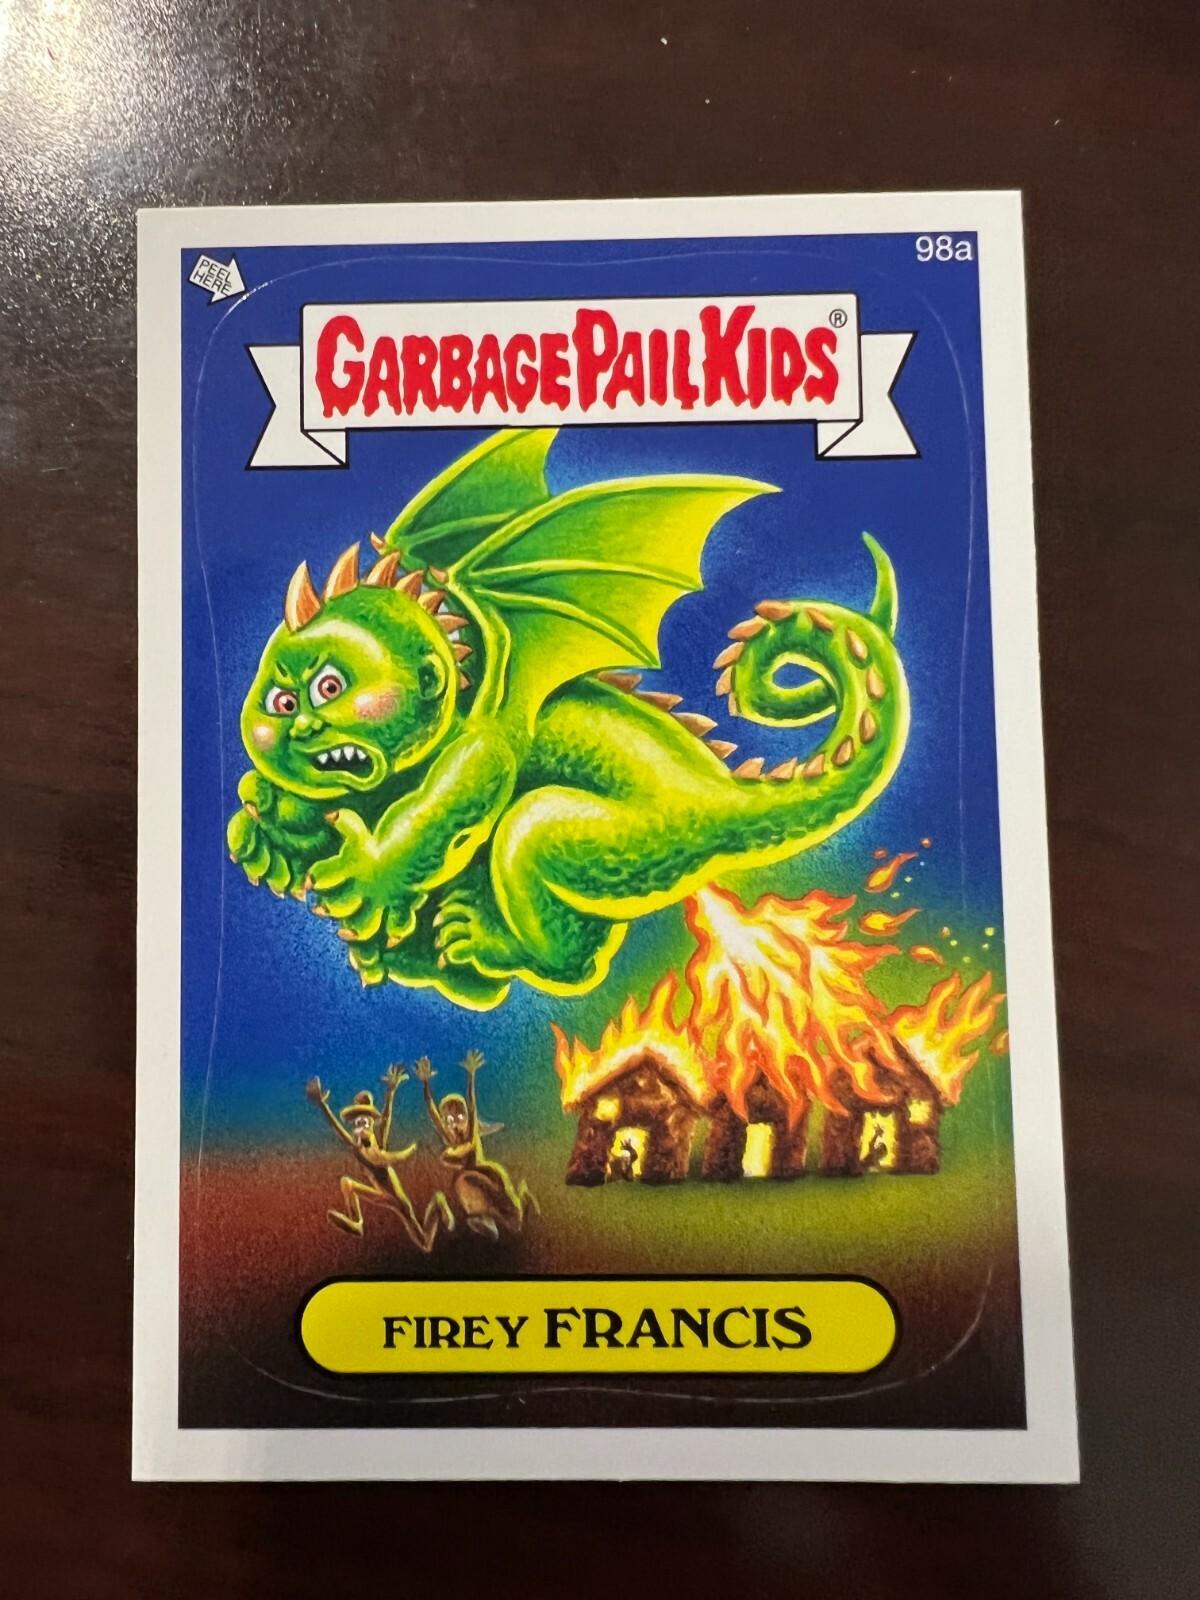 98a
PEEL
HERE
GARBAGE PAIL KIDS®
FIREY FRANCIS